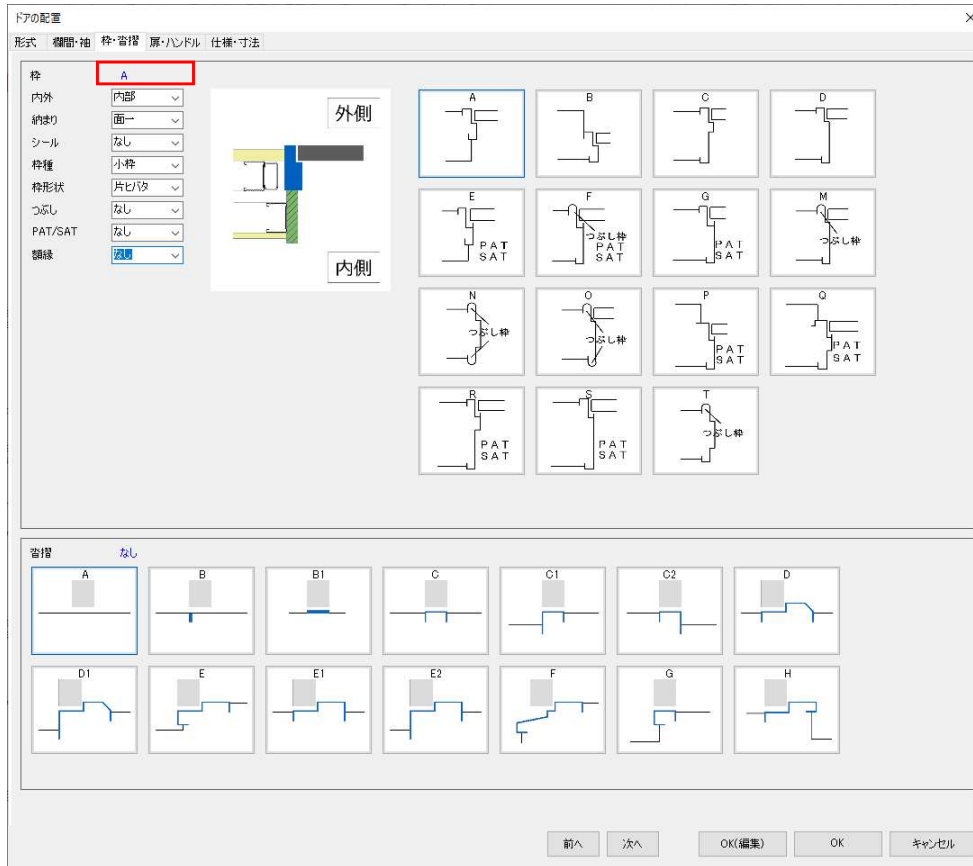 ドアの配置
形式 欄間・袖 枠・沓摺 扉・ハンドル 仕様・寸法
枠 A
内外 内部
納まり 面一
シール なし
枠種 小枠
枠形状 片ヒバタ
つぶし なし
PAT/SAT なし
額縁 なし
外側
内側
A B C D
E F G M
PAT SAT
つぶし枠 PAT SAT
PAT SAT
つぶし枠
N O P Q
つぶし枠
つぶし枠
PAT SAT
PAT SAT
R S T
PAT SAT
PAT SAT
つぶし枠
沓摺 なし
A B B1 C C1 C2 D
D1 E E1 E2 F G H
前へ 次へ OK(編集) OK キャンセル